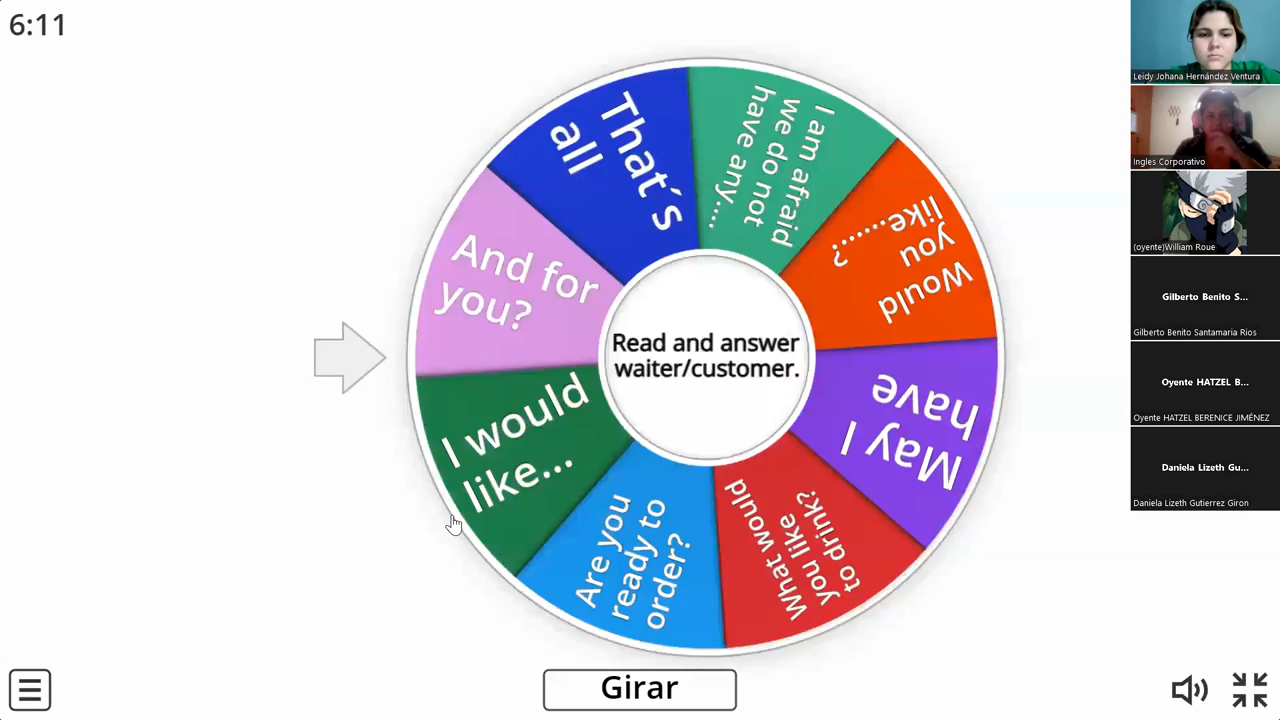 6:11
That´s
all
I am afraid
we do not
have any...
Would
you
like......?
May I
have
What would
you like
to drink?
Are you
ready to
order?
I would
like...
And for
you?
Read and answer
waiter/customer.
Girar
Leidy Johana Hernández Ventura
Ingles Corporativo
(oyente)William Roue
Gilberto Benito S...
Gilberto Benito Santamaria Rios
Oyente HATZEL B...
Oyente HATZEL BERENICE JIMÉNEZ
Daniela Lizeth Gu...
Daniela Lizeth Gutierrez Giron